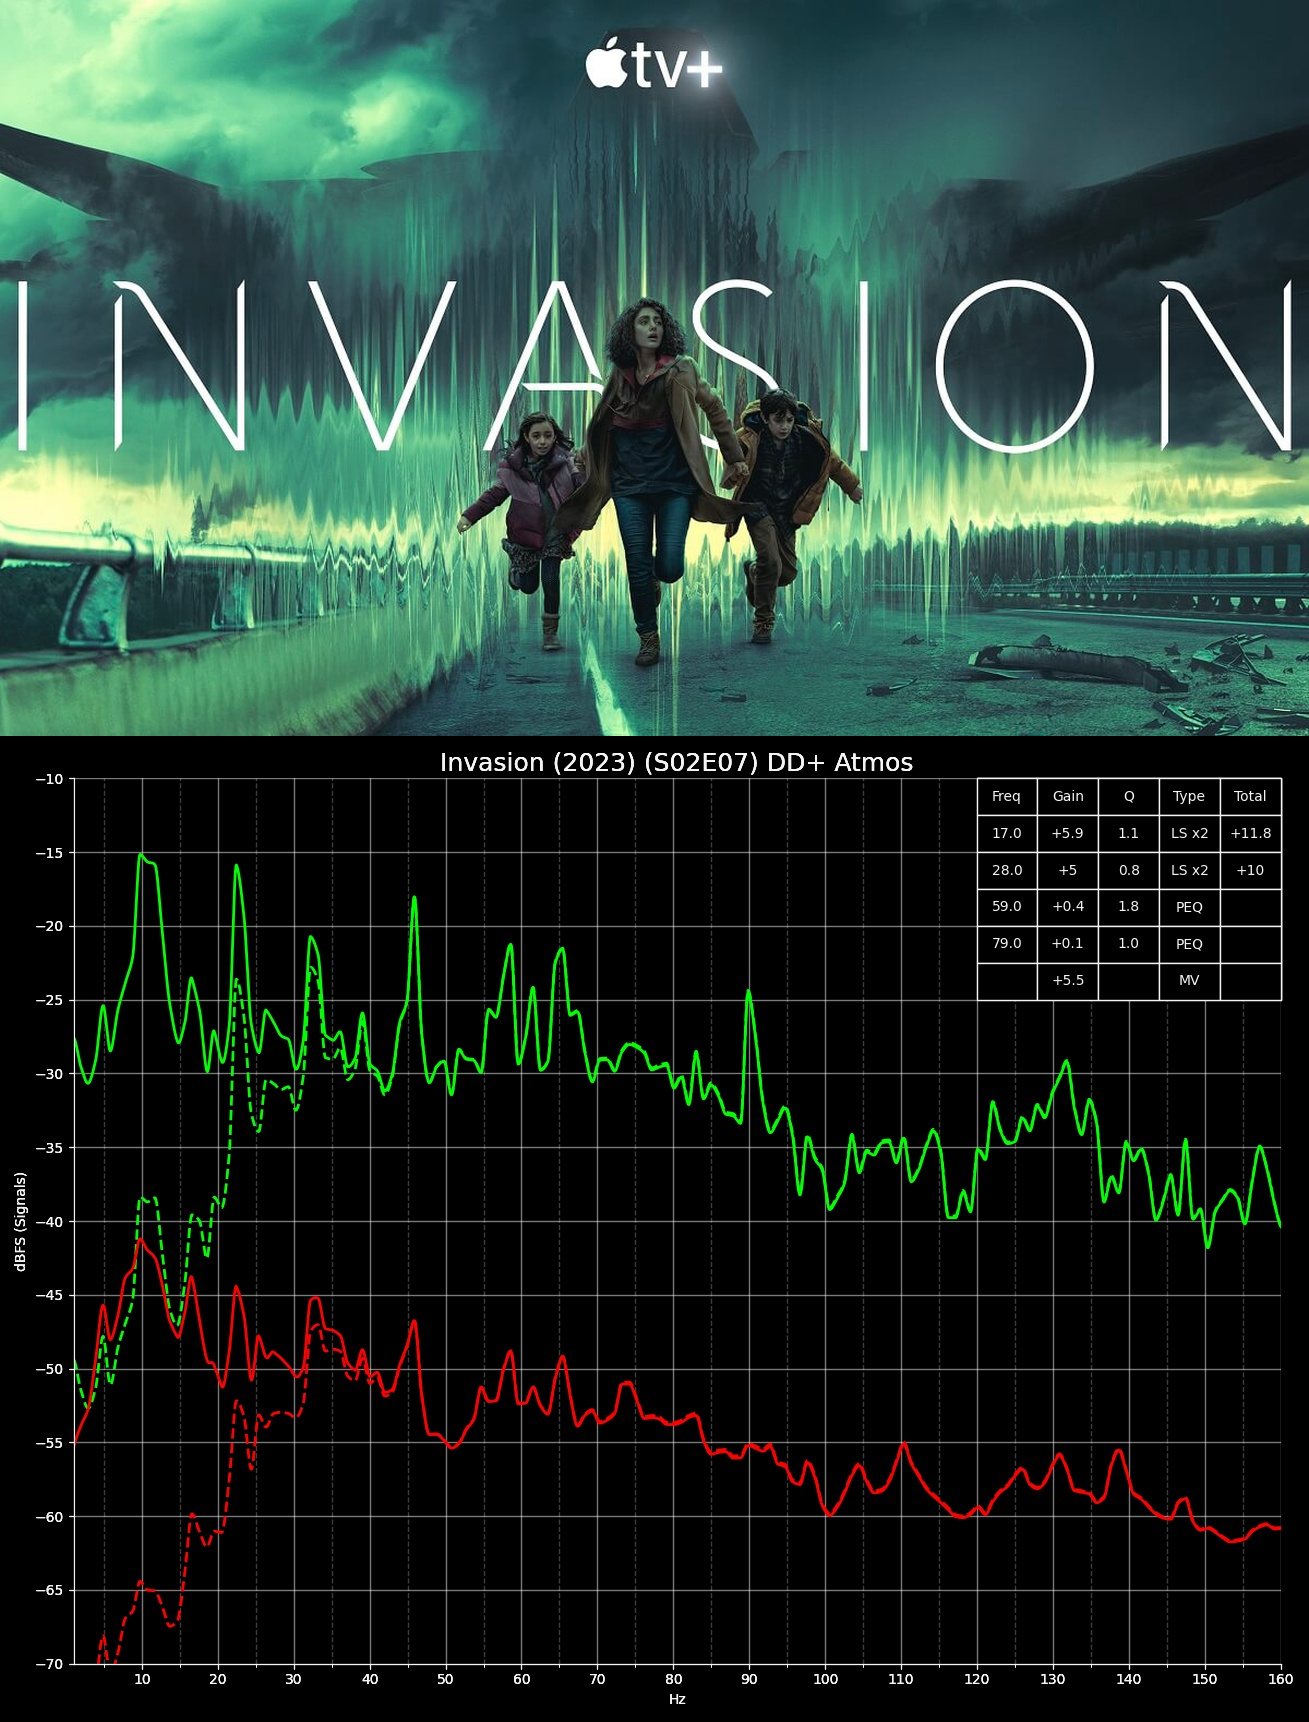 tv+
INVASION
Invasion (2023) (S02E07) DD+ Atmos
Freq Gain Q Type Total
17.0 +5.9 1.1 LS x2 +11.8
28.0 +5 0.8 LS x2 +10
59.0 +0.4 1.8 PEQ
79.0 +0.1 1.0 PEQ
+5.5 MV
dBFS (Signals)
−10
−15
−20
−25
−30
−35
−40
−45
−50
−55
−60
−65
−70
10 20 30 40 50 60 70 80 90 100 110 120 130 140 150 160
Hz